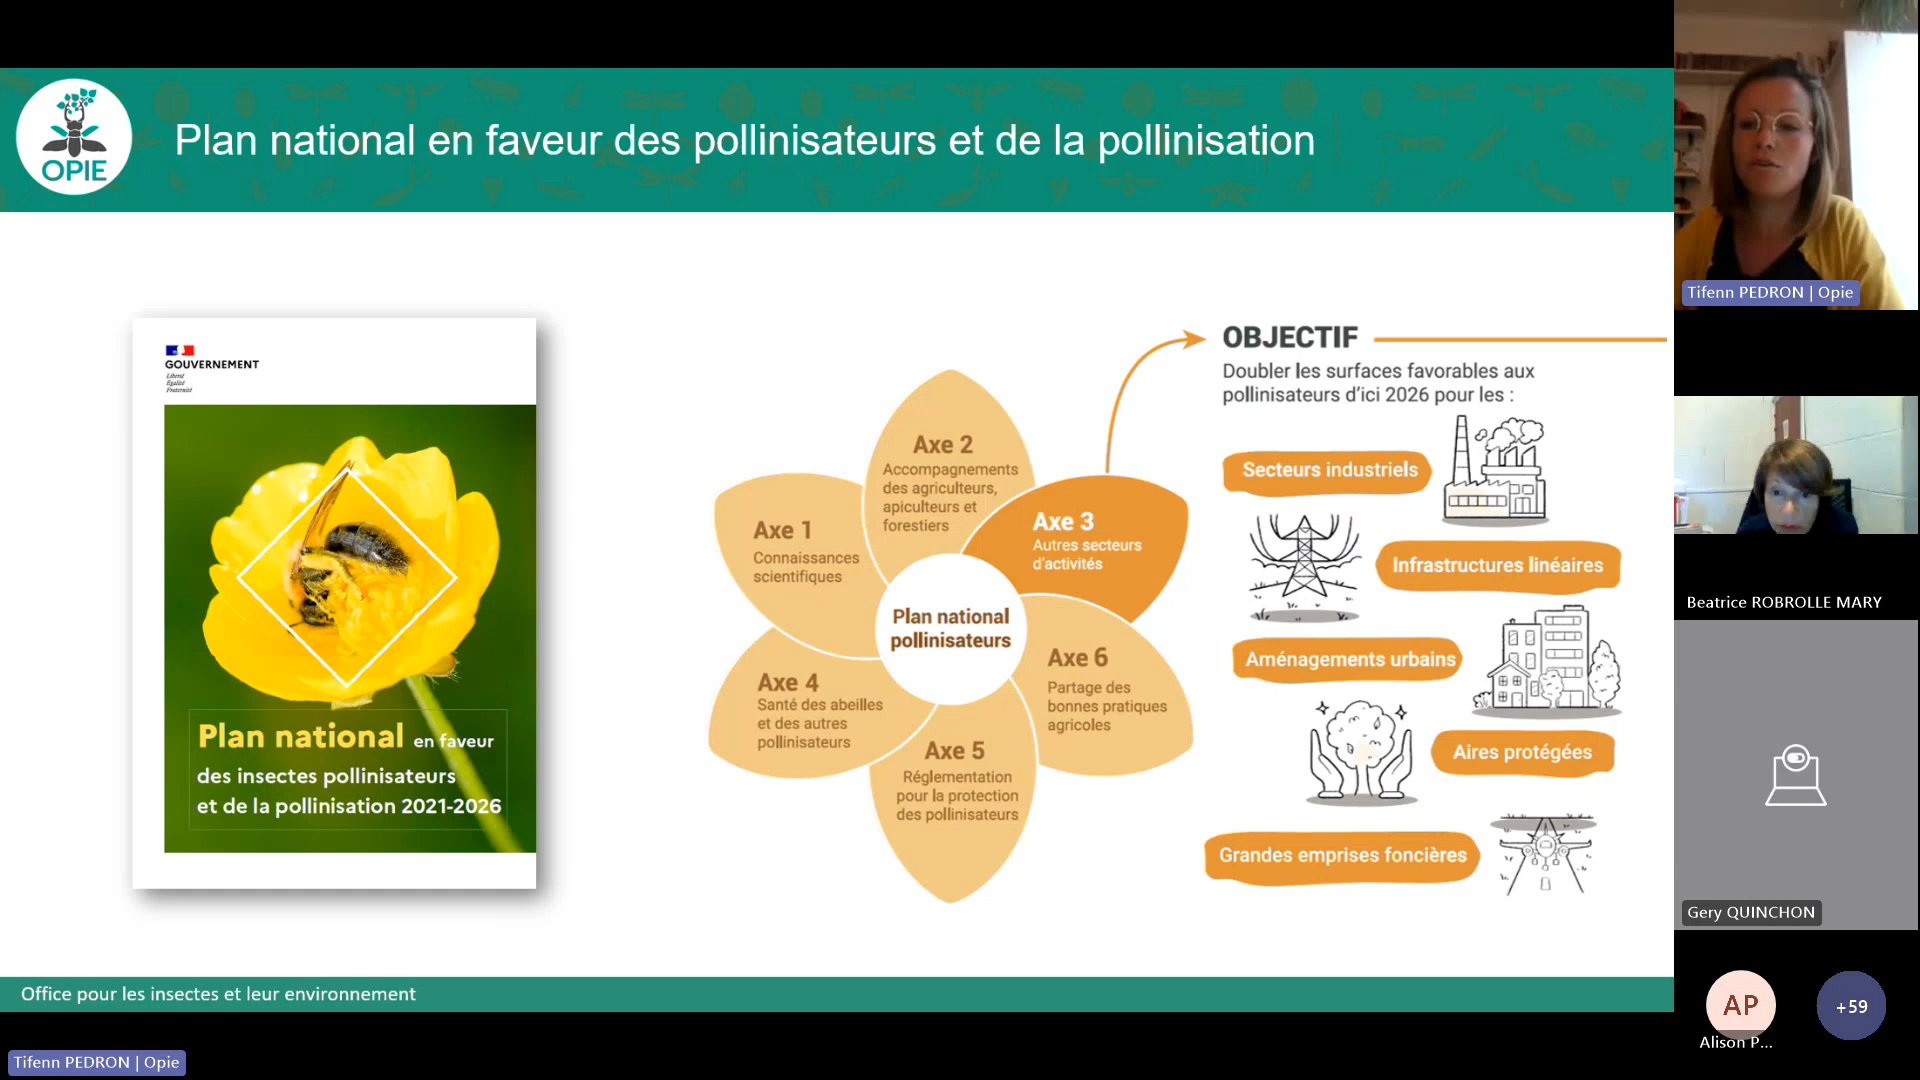 OPIE
Plan national en faveur des pollinisateurs et de la pollinisation
GOUVERNEMENT
Liberté
Égalité
Fraternité
Plan national en faveur
des insectes pollinisateurs
et de la pollinisation 2021-2026
Axe 1
Connaissances
scientifiques
Axe 2
Accompagnements
des agriculteurs,
apiculteurs et
forestiers
Axe 3
Autres secteurs
d'activités
Plan national
pollinisateurs
Axe 4
Santé des abeilles
et des autres
pollinisateurs
Axe 5
Réglementation
pour la protection
des pollinisateurs
Axe 6
Partage des
bonnes pratiques
agricoles
OBJECTIF
Doubler les surfaces favorables aux
pollinisateurs d'ici 2026 pour les :
Secteurs industriels
Infrastructures linéaires
Aménagements urbains
Aires protégées
Grandes emprises foncières
Office pour les insectes et leur environnement
Tifenn PEDRON | Opie
Tifenn PEDRON | Opie
Beatrice ROBROLLE MARY
Gery QUINCHON
AP
Alison P...
+59